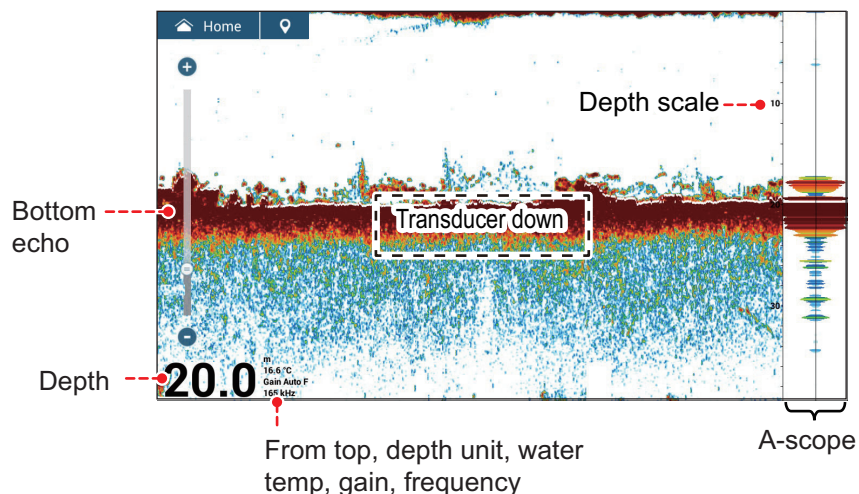 Home
Depth scale
10
Transducer down
Bottom
echo
30
m
16.6 °C
Gain Auto F
165 kHz
Depth
20.0
A-scope
From top, depth unit, water
temp, gain, frequency